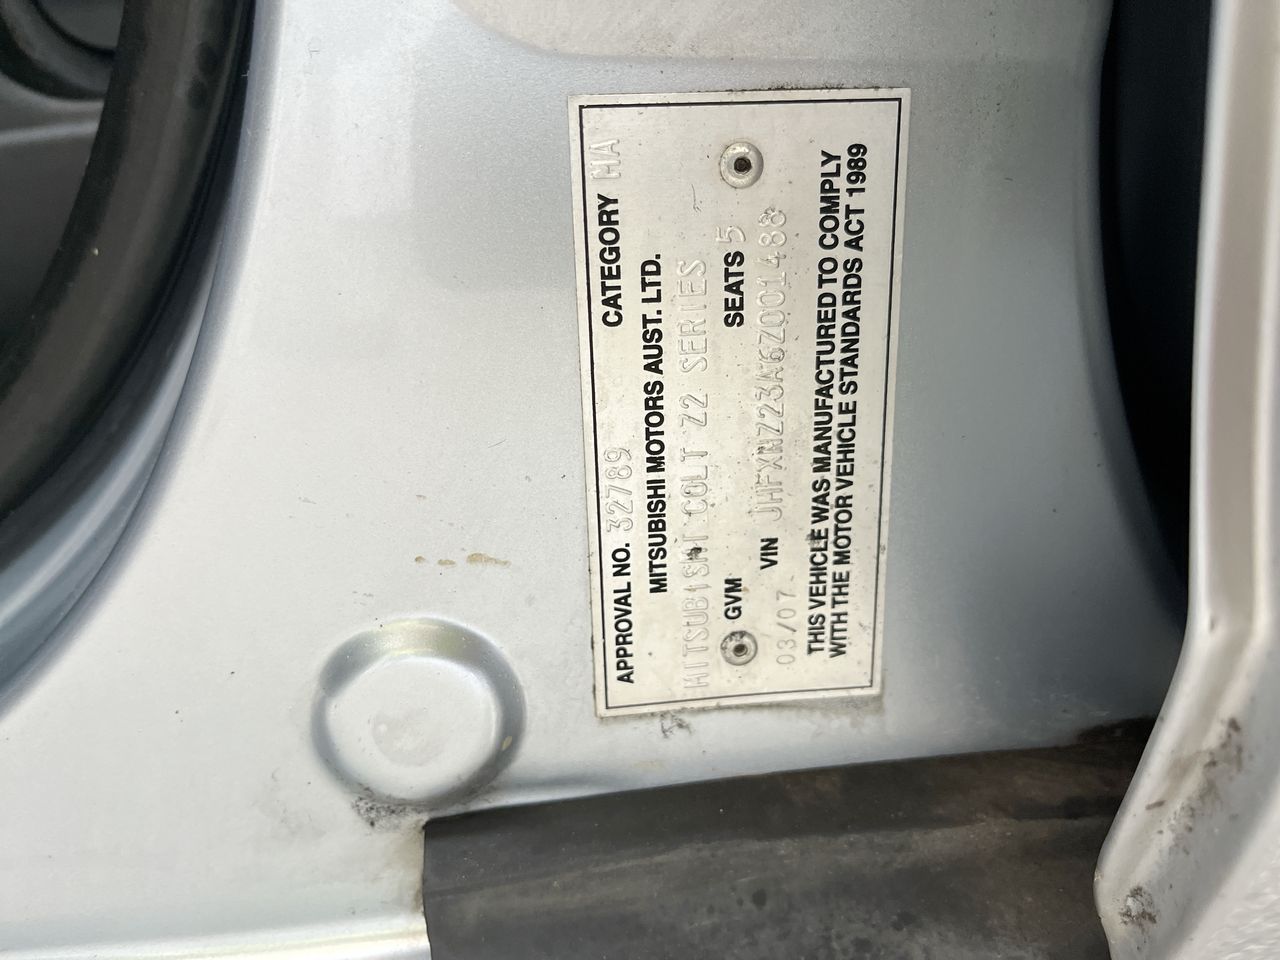 APPROVAL NO. 32789 CATEGORY MA
MITSUBISHI MOTORS AUST. LTD.
MITSUBISHI COLT Z2 SERIES
GVM SEATS 5
VIN
03/07
THIS VEHICLE WAS MANUFACTURED TO COMPLY
WITH THE MOTOR VEHICLE STANDARDS ACT 1989